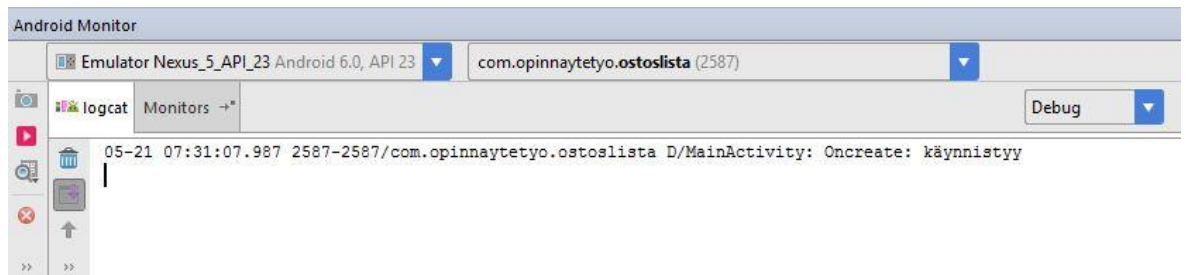 Android Monitor
Emulator Nexus_5_API_23 Android 6.0, API 23 com.opinnaytetyo.ostoslista (2587)
logcat Monitors Debug
05-21 07:31:07.987 2587-2587/com.opinnaytetyo.ostoslista D/MainActivity: Oncreate: käynnistyy